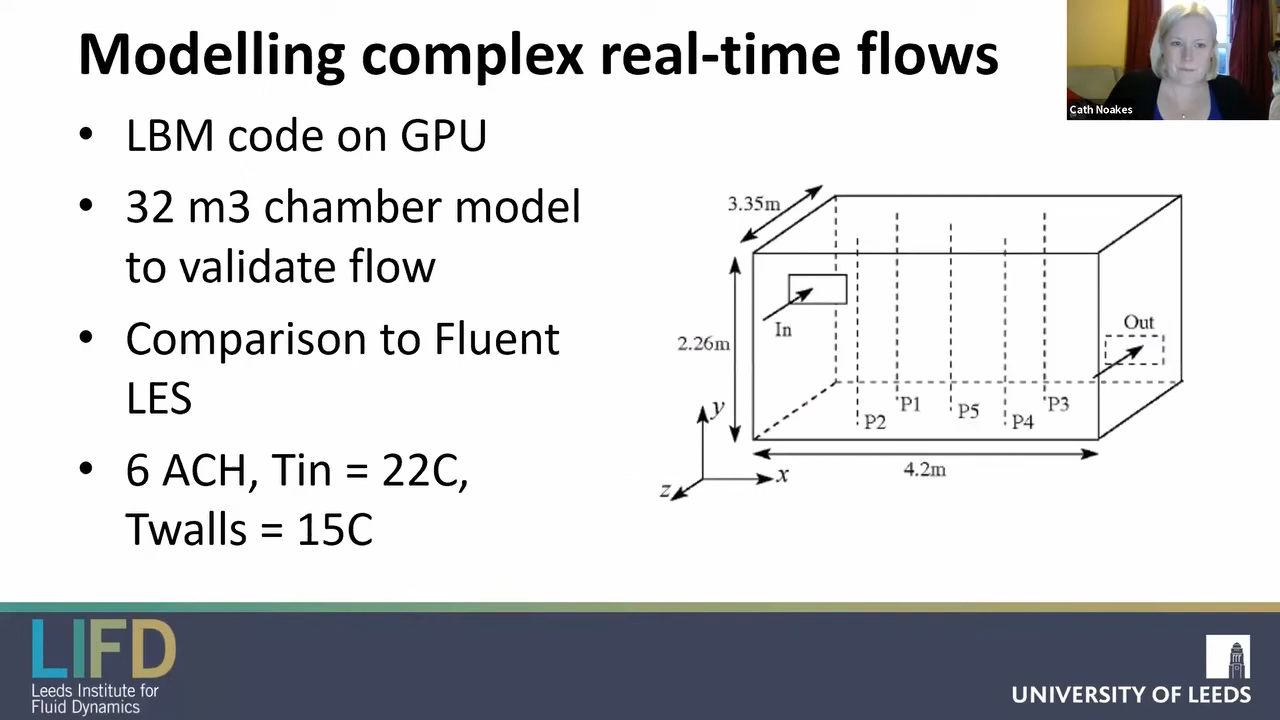 Modelling complex real-time flows
Cath Noakes
• LBM code on GPU
• 32 m3 chamber model
to validate flow
• Comparison to Fluent
LES
• 6 ACH, Tin = 22C,
Twalls = 15C
3.35m
In
Out
2.26m
P1
P2
P5
P4
P3
y
x
z
4.2m
LIFD
Leeds Institute for
Fluid Dynamics
UNIVERSITY OF LEEDS